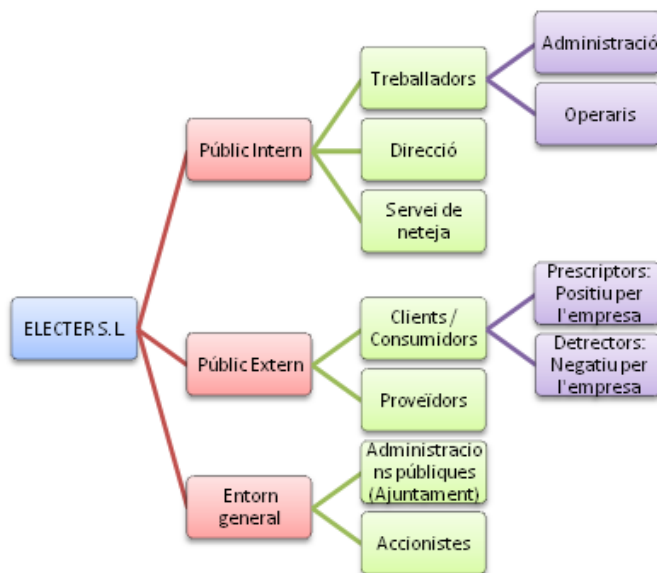 Administració
Treballadors
Operaris
Públic Intern
Direcció
Servei de
neteja
ELECTER S.L
Prescriptors:
Positiu per
l'empresa
Clients /
Consumidors
Detrectors:
Negatiu per
l'empresa
Públic Extern
Proveïdors
Administracio
ns públiques
(Ajuntament)
Entorn
general
Accionistes